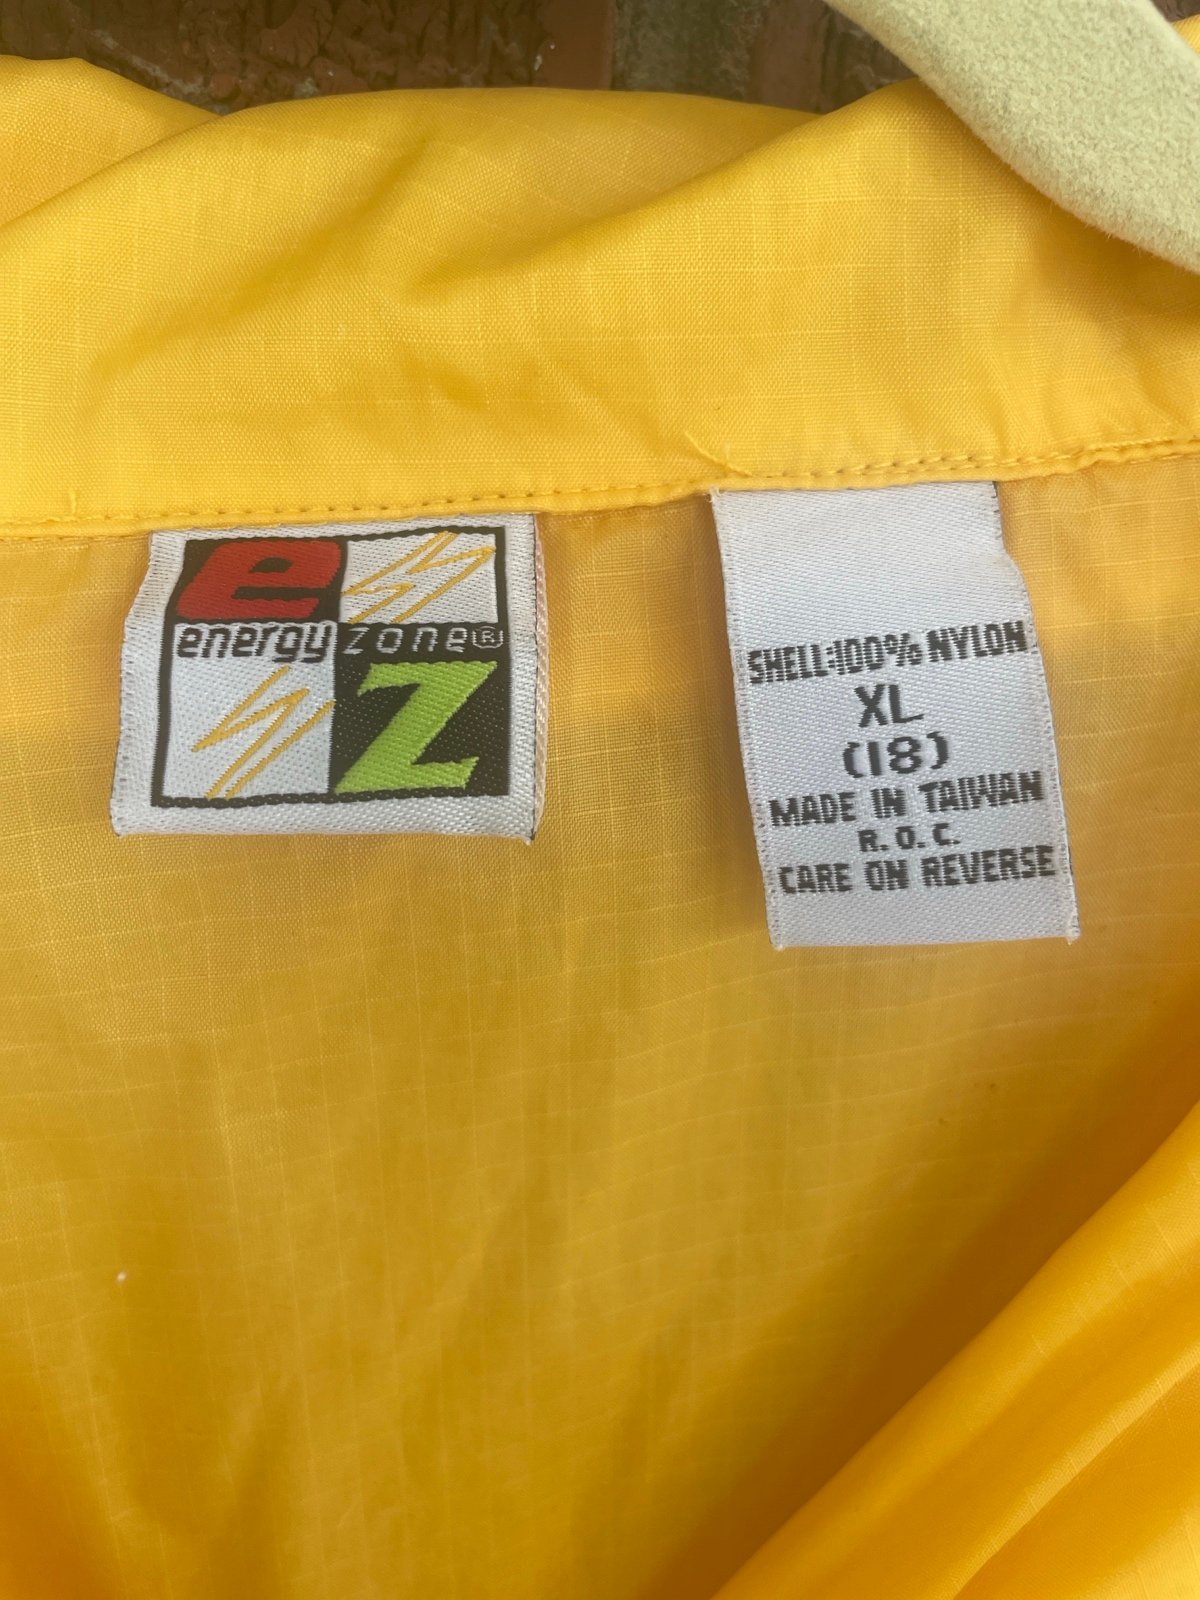 e
energy zone®
Z
SHELL:100% NYLON
XL
(18)
MADE IN TAIWAN
R.O.C.
CARE ON REVERSE